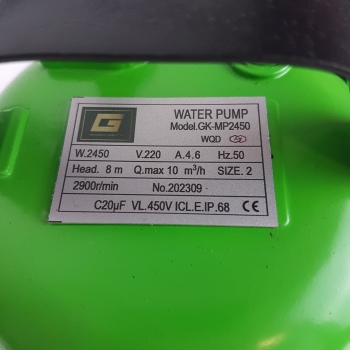 G
WATER PUMP
Model.GK-MP2450
WQD
W.2450 V.220 A.4.6 Hz.50
Head. 8 m Q.max 10 m³/h SIZE. 2
2900r/min No.202309
C20µF VL.450V ICL.E.IP.68 CE